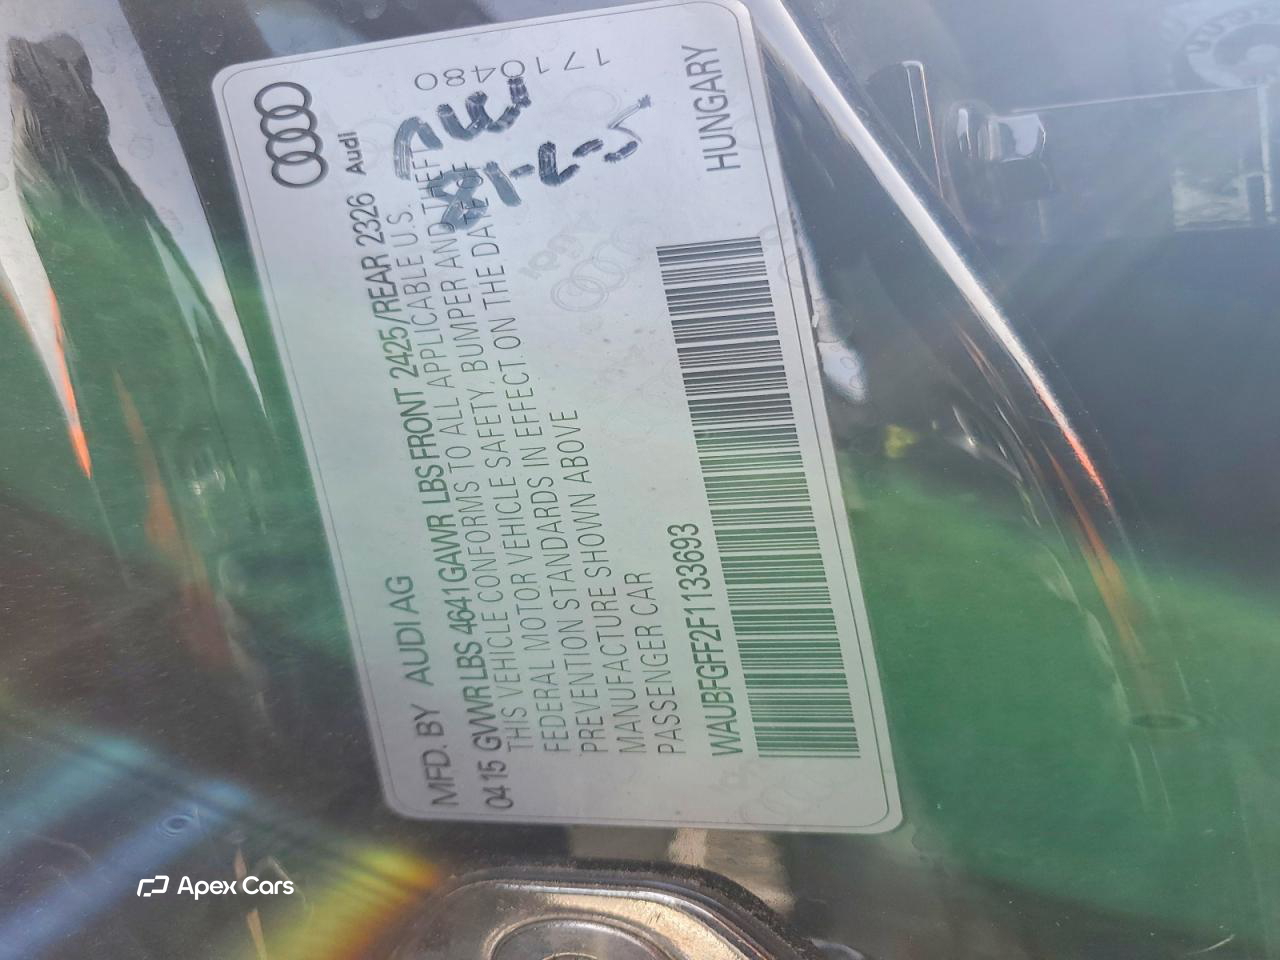 Audi
MFD. BY AUDI AG
04 15 GVWR LBS 4641 GAWR LBS FRONT 2425/REAR 2326
THIS VEHICLE CONFORMS TO ALL APPLICABLE U.S.
FEDERAL MOTOR VEHICLE SAFETY, BUMPER AND THEFT
PREVENTION STANDARDS IN EFFECT ON THE DATE OF
MANUFACTURE SHOWN ABOVE
PASSENGER CAR
WAUBFGFF2F1133693
1710480
HUNGARY
Apex Cars